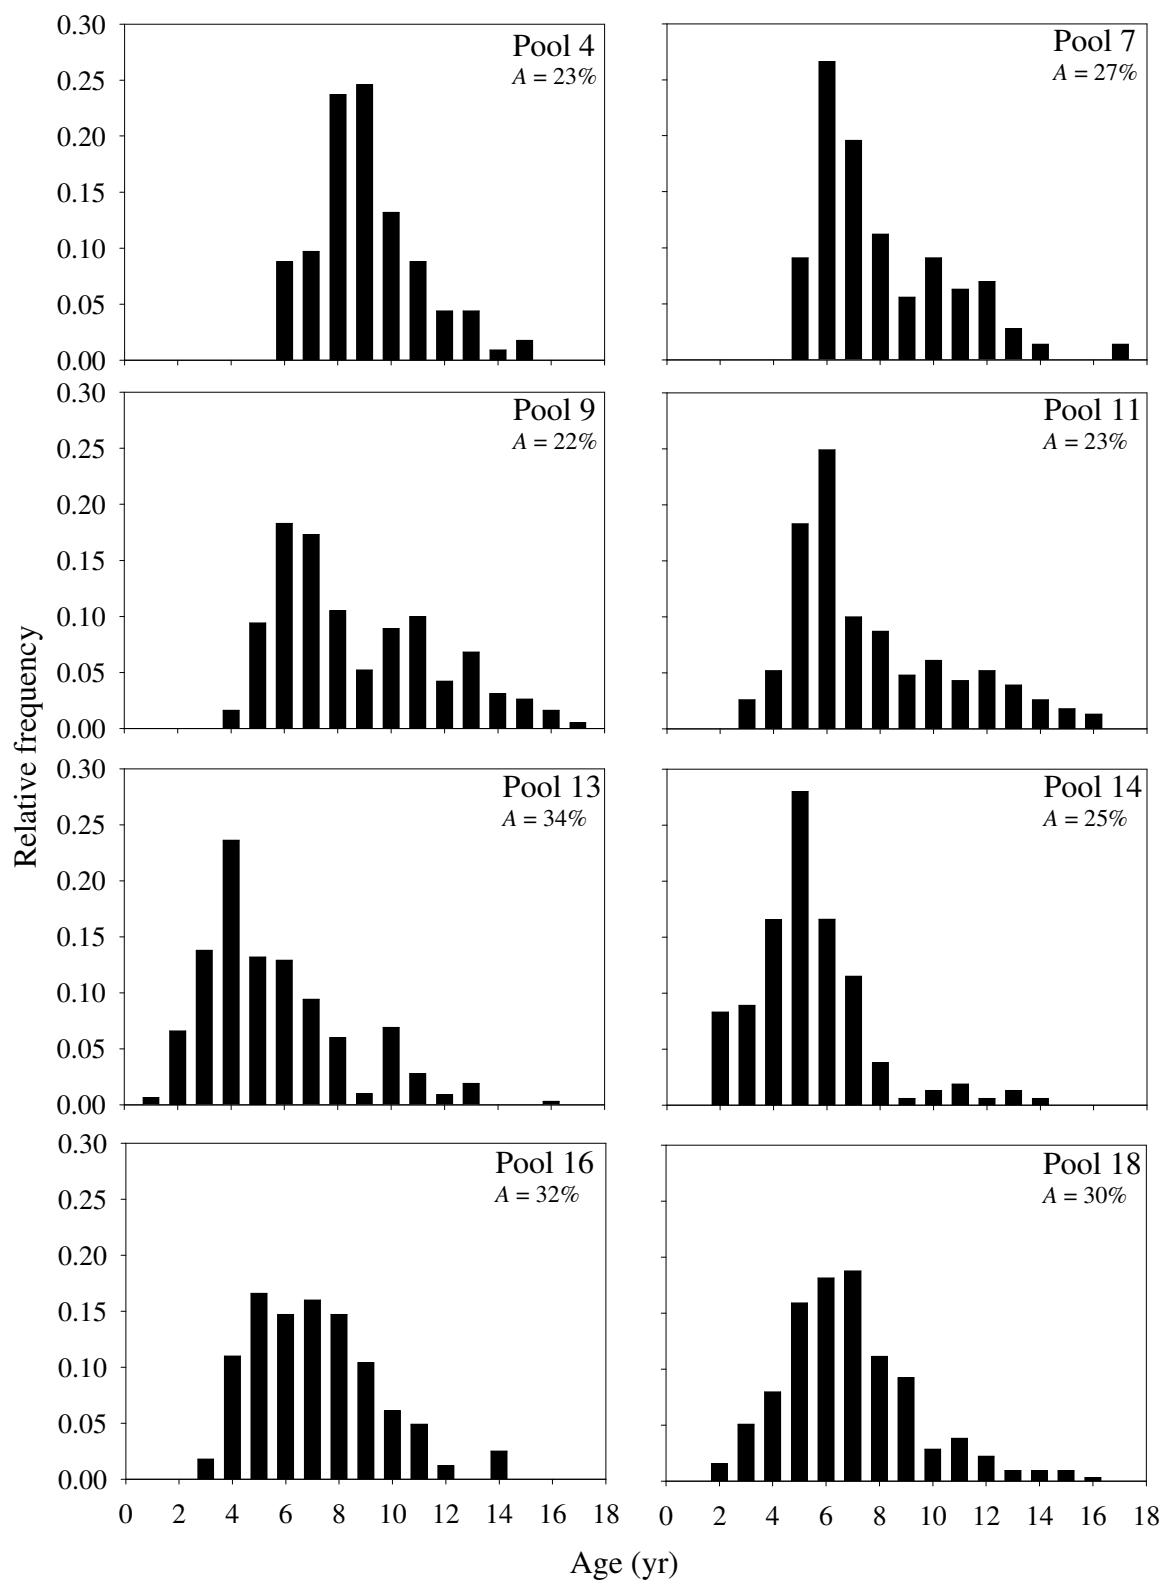 0.30
0.25
0.20
0.15
0.10
0.05
0.00
Pool 4
A = 23%
Pool 7
A = 27%
0.30
0.25
0.20
0.15
0.10
0.05
0.00
Pool 9
A = 22%
Pool 11
A = 23%
Relative frequency
0.30
0.25
0.20
0.15
0.10
0.05
0.00
Pool 13
A = 34%
Pool 14
A = 25%
0.30
0.25
0.20
0.15
0.10
0.05
0.00
Pool 16
A = 32%
Pool 18
A = 30%
0 2 4 6 8 10 12 14 16 18
0 2 4 6 8 10 12 14 16 18
Age (yr)